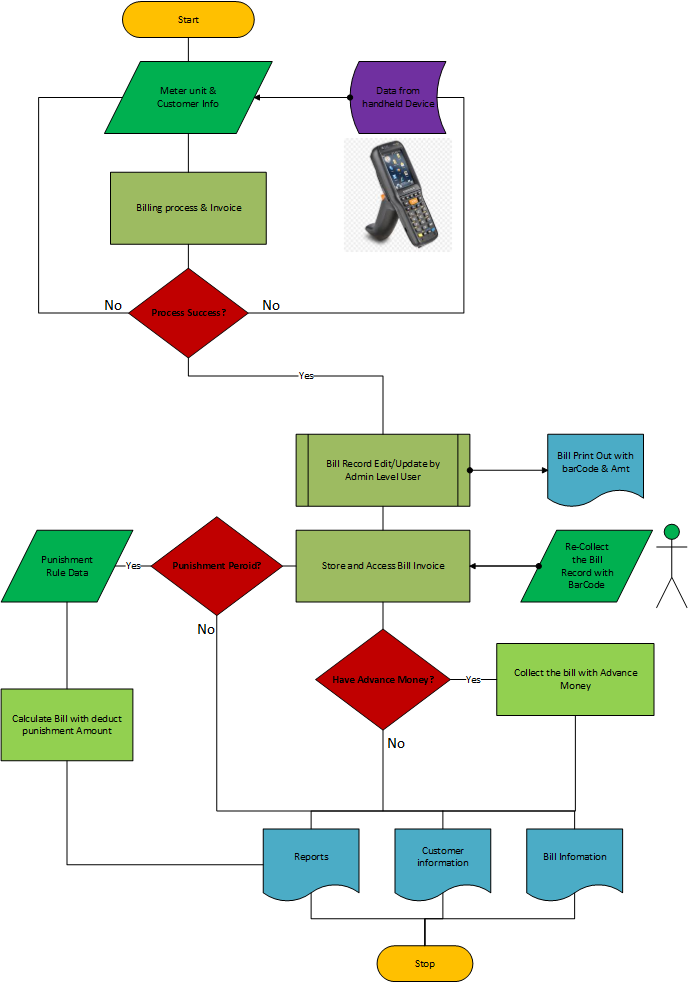 Start
Meter unit &
Customer Info
Data from
handheld Device
Billing process & Invoice
No
No
Process Success?
Yes
Bill Record Edit/Update by
Admin Level User
Bill Print Out with
barCode & Amt
Punishment
Rule Data
Yes
Punishment Peroid?
Store and Access Bill Invoice
Re-Collect
the Bill
Record with
BarCode
No
Have Advance Money?
Yes
Collect the bill with Advance
Money
Calculate Bill with deduct
punishment Amount
No
Reports
Customer
information
Bill Infomation
Stop